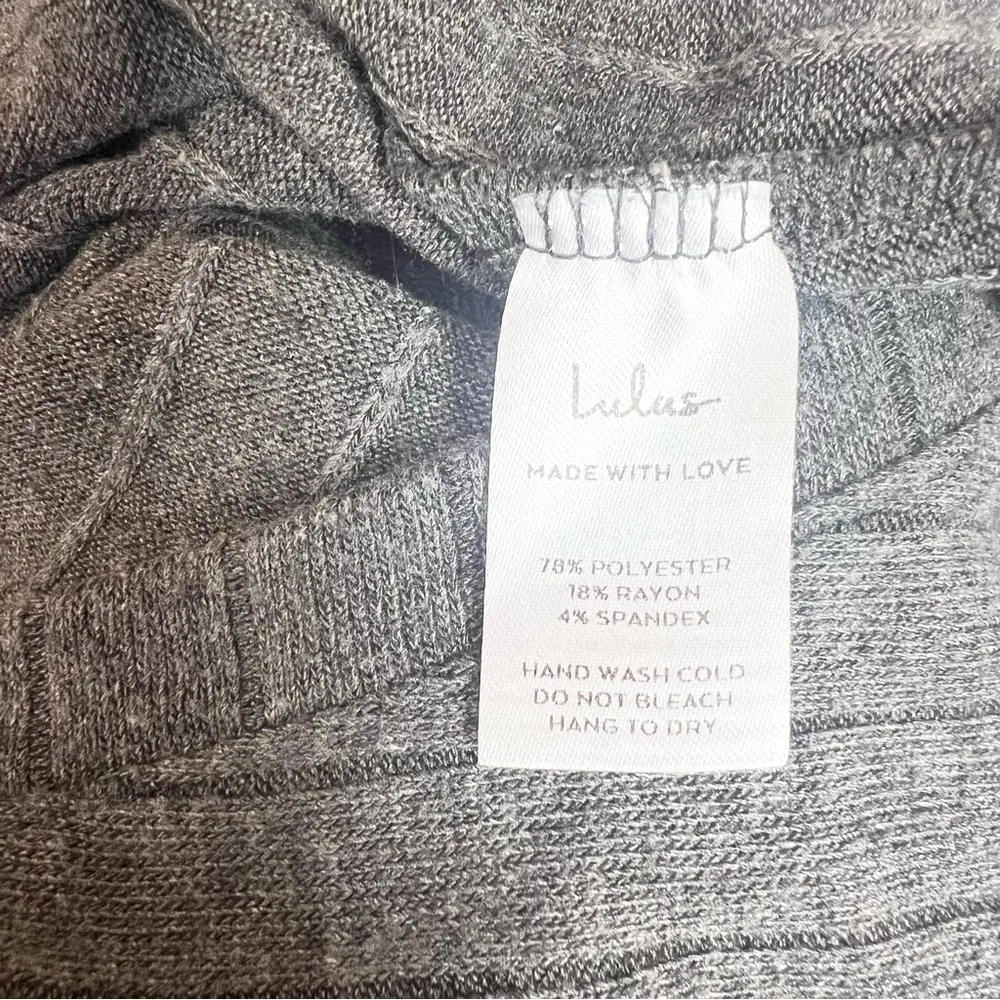 Lulus
MADE WITH LOVE
78% POLYESTER
18% RAYON
4% SPANDEX
HAND WASH COLD
DO NOT BLEACH
HANG TO DRY